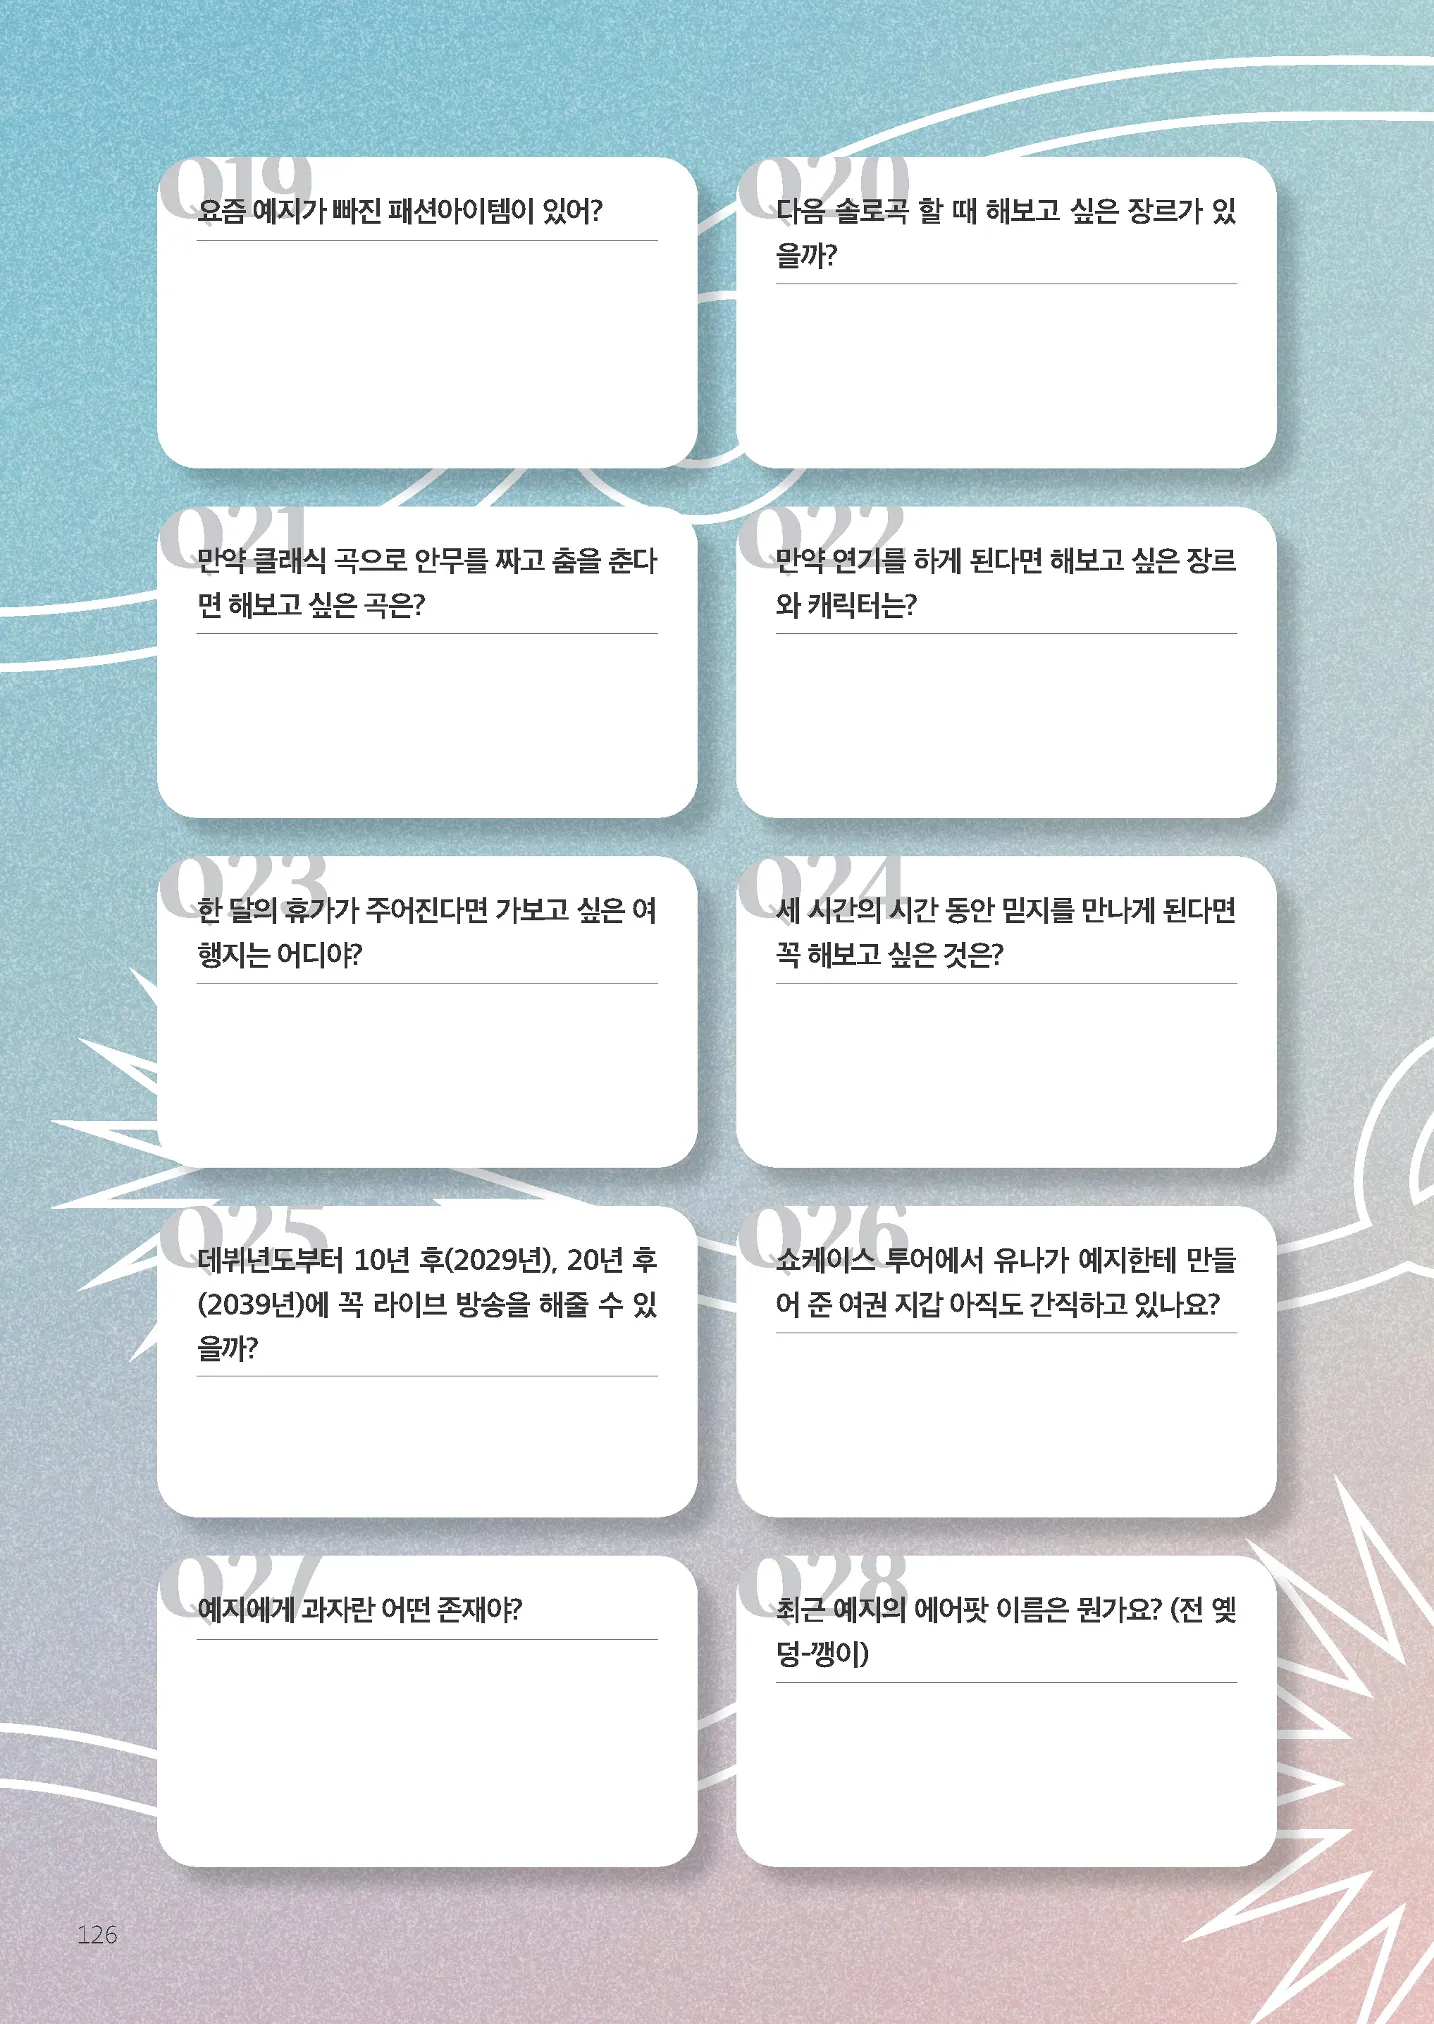 Q19
요즘 예지가 빠진 패션아이템이 있어?
Q20
다음 솔로곡 할 때 해보고 싶은 장르가 있
을까?
Q21
만약 클래식 곡으로 안무를 짜고 춤을 춘다
면 해보고 싶은 곡은?
Q22
만약 연기를 하게 된다면 해보고 싶은 장르
와 캐릭터는?
Q23
한 달의 휴가가 주어진다면 가보고 싶은 여
행지는 어디야?
Q24
세 시간의 시간 동안 믿지를 만나게 된다면
꼭 해보고 싶은 것은?
Q25
데뷔년도부터 10년 후(2029년), 20년 후
(2039년)에 꼭 라이브 방송을 해줄 수 있
을까?
Q26
쇼케이스 투어에서 유나가 예지한테 만들
어 준 여권 지갑 아직도 간직하고 있나요?
Q27
예지에게 과자란 어떤 존재야?
Q28
최근 예지의 에어팟 이름은 뭔가요? (전 옃
덩-깽이)
126